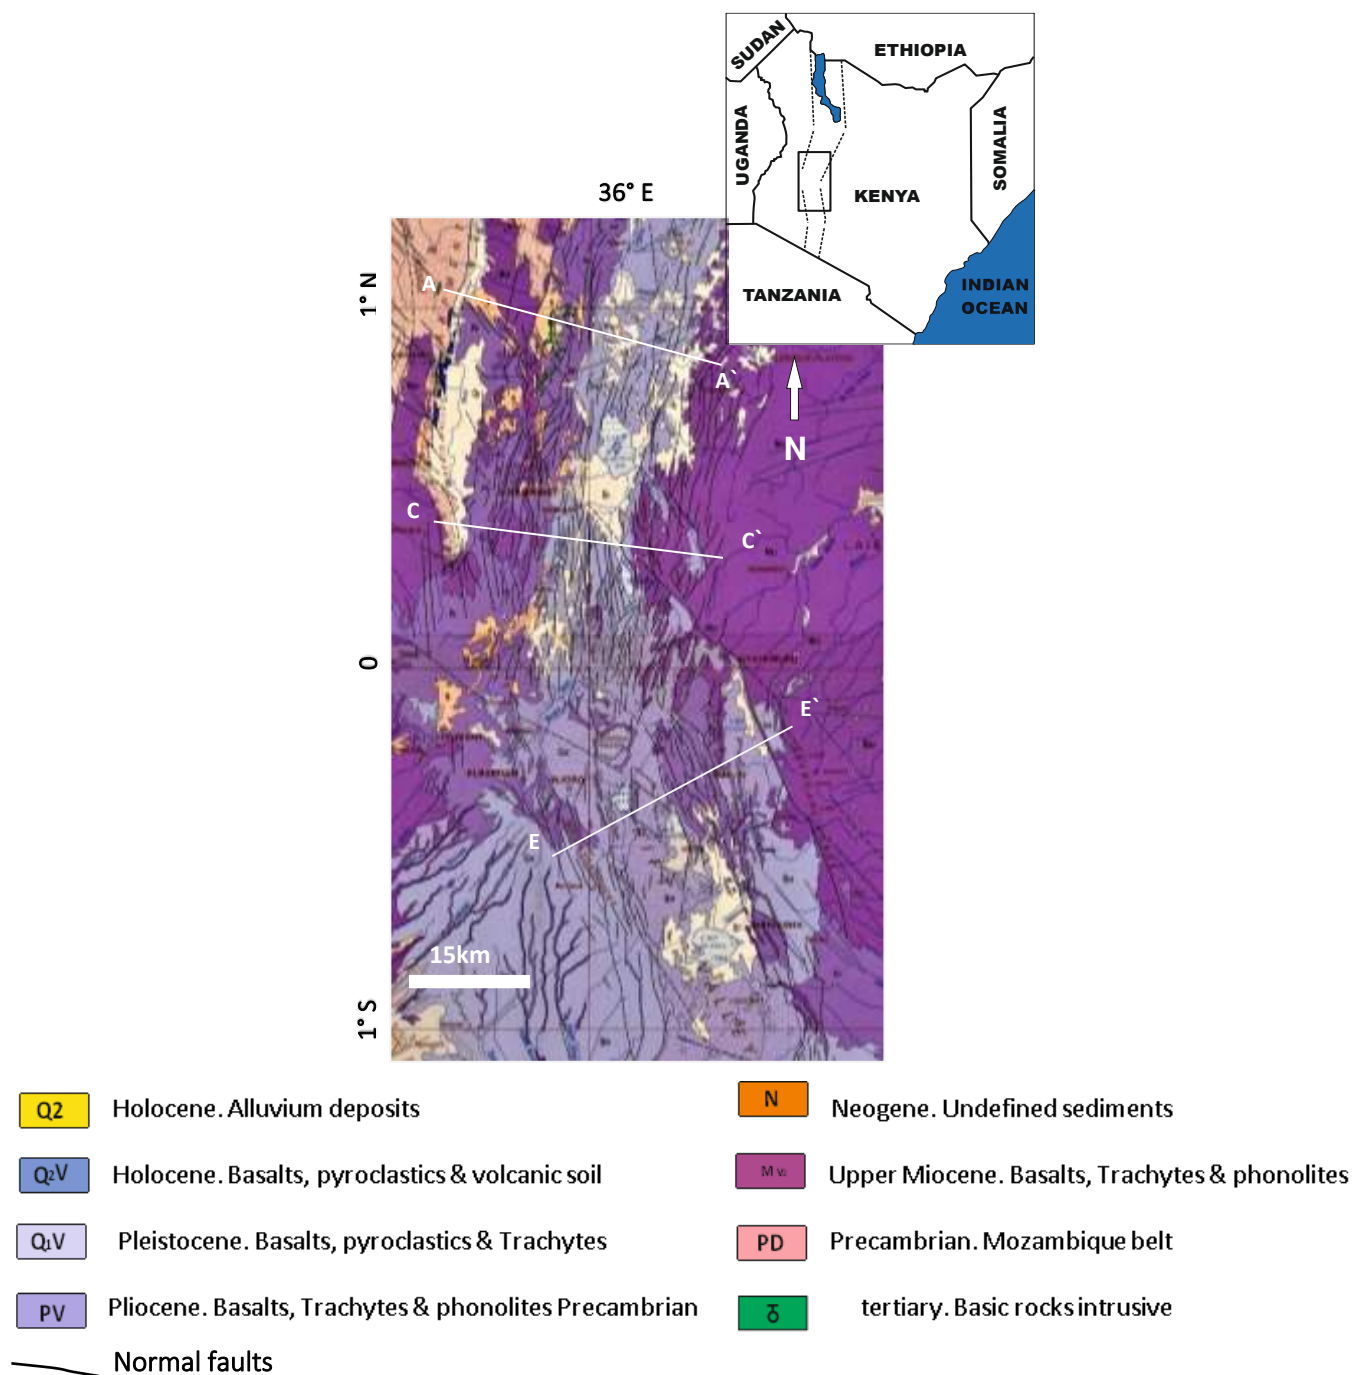 SUDAN
ETHIOPIA
UGANDA
SOMALIA
KENYA
TANZANIA
INDIAN
OCEAN
36° E
1° N
A
A`
N
C
C`
0
E`
E
15km
1° S
Q2
Holocene. Alluvium deposits
Q2V
Holocene. Basalts, pyroclastics & volcanic soil
Q1V
Pleistocene. Basalts, pyroclastics & Trachytes
PV
Pliocene. Basalts, Trachytes & phonolites Precambrian
Normal faults
N
Neogene. Undefined sediments
Upper Miocene. Basalts, Trachytes & phonolites
PD
Precambrian. Mozambique belt
δ
tertiary. Basic rocks intrusive